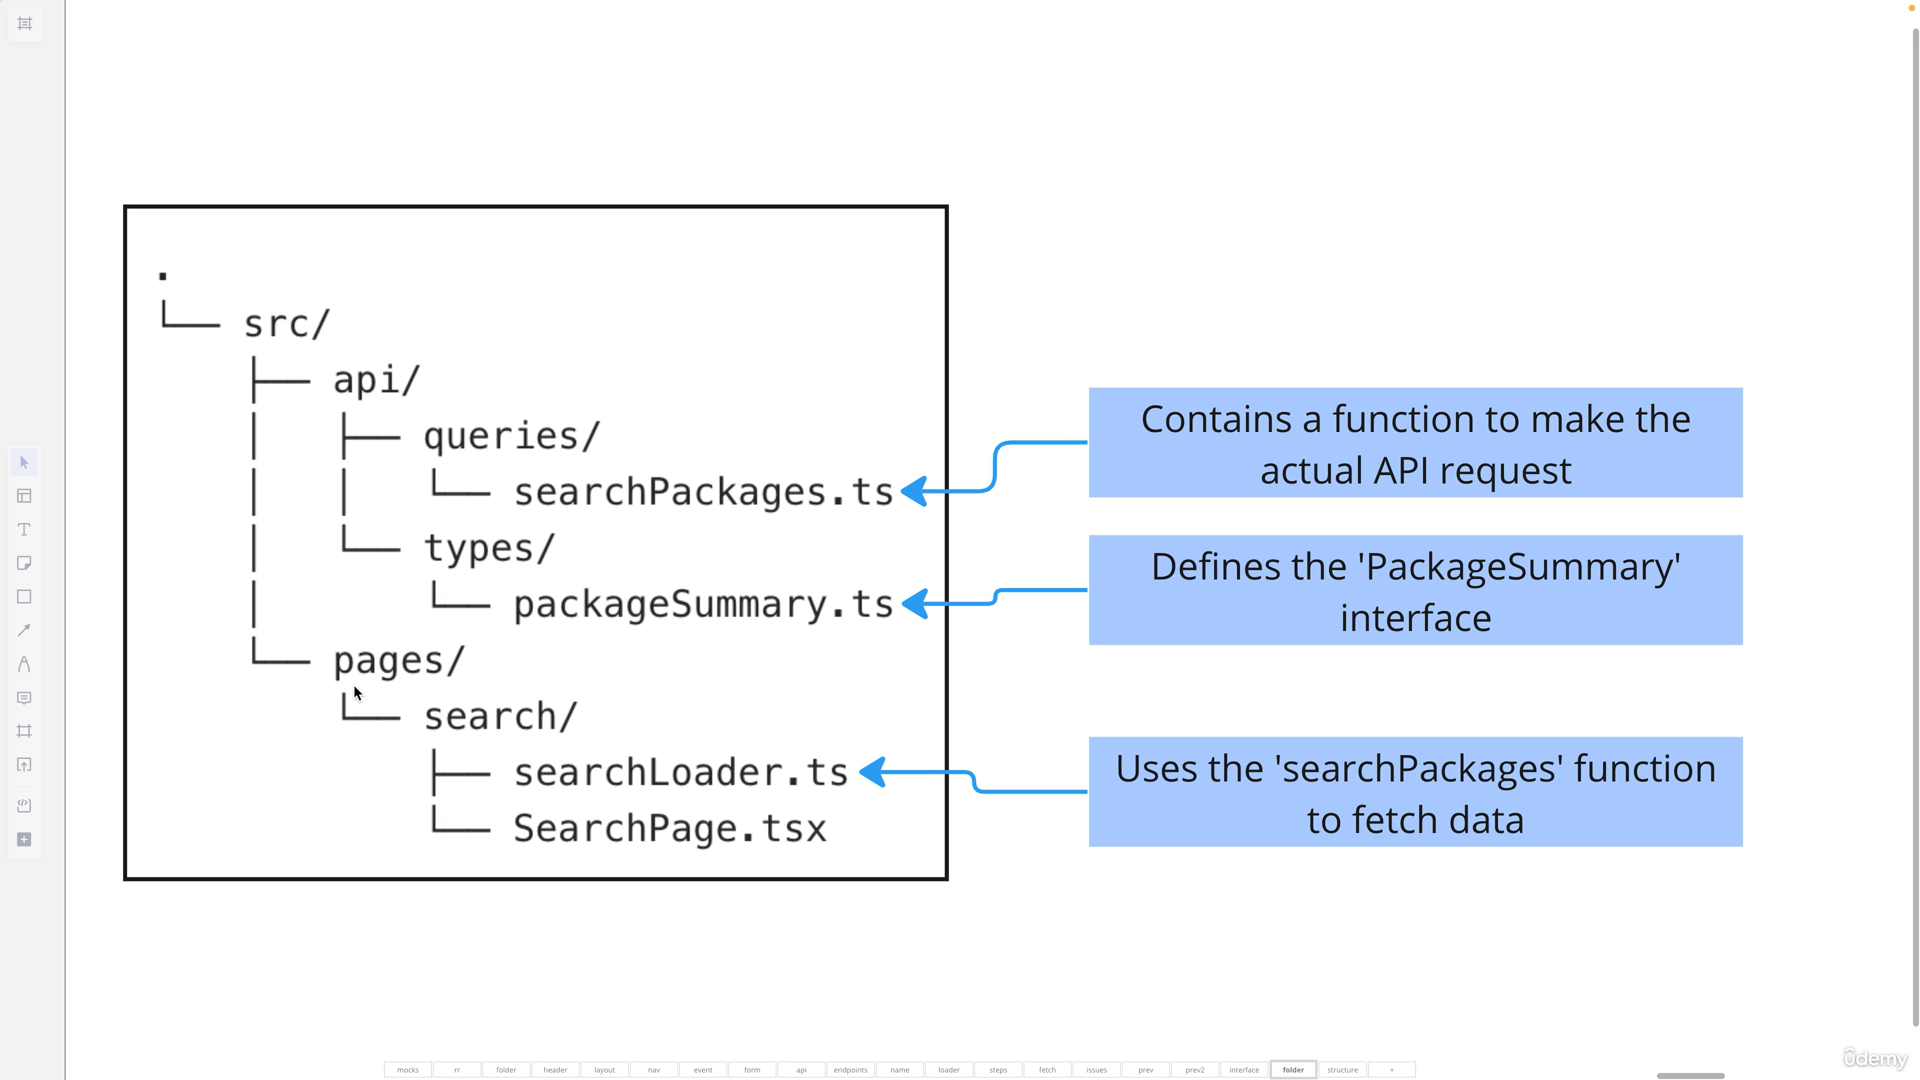 .
└── src/
├── api/
│ ├── queries/
│ │ └── searchPackages.ts
│ └── types/
│ └── packageSummary.ts
└── pages/
└── search/
├── searchLoader.ts
└── SearchPage.tsx
Contains a function to make the
actual API request
Defines the 'PackageSummary'
interface
Uses the 'searchPackages' function
to fetch data
mocks rr folder header layout nav event form api endpoints name loader steps fetch issues prev prev2 interface folder structure +
ûdemy